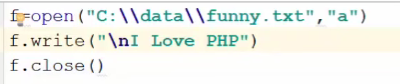 f=open("C:\\data\\funny.txt","a")
f.write("\nI Love PHP")
f.close()